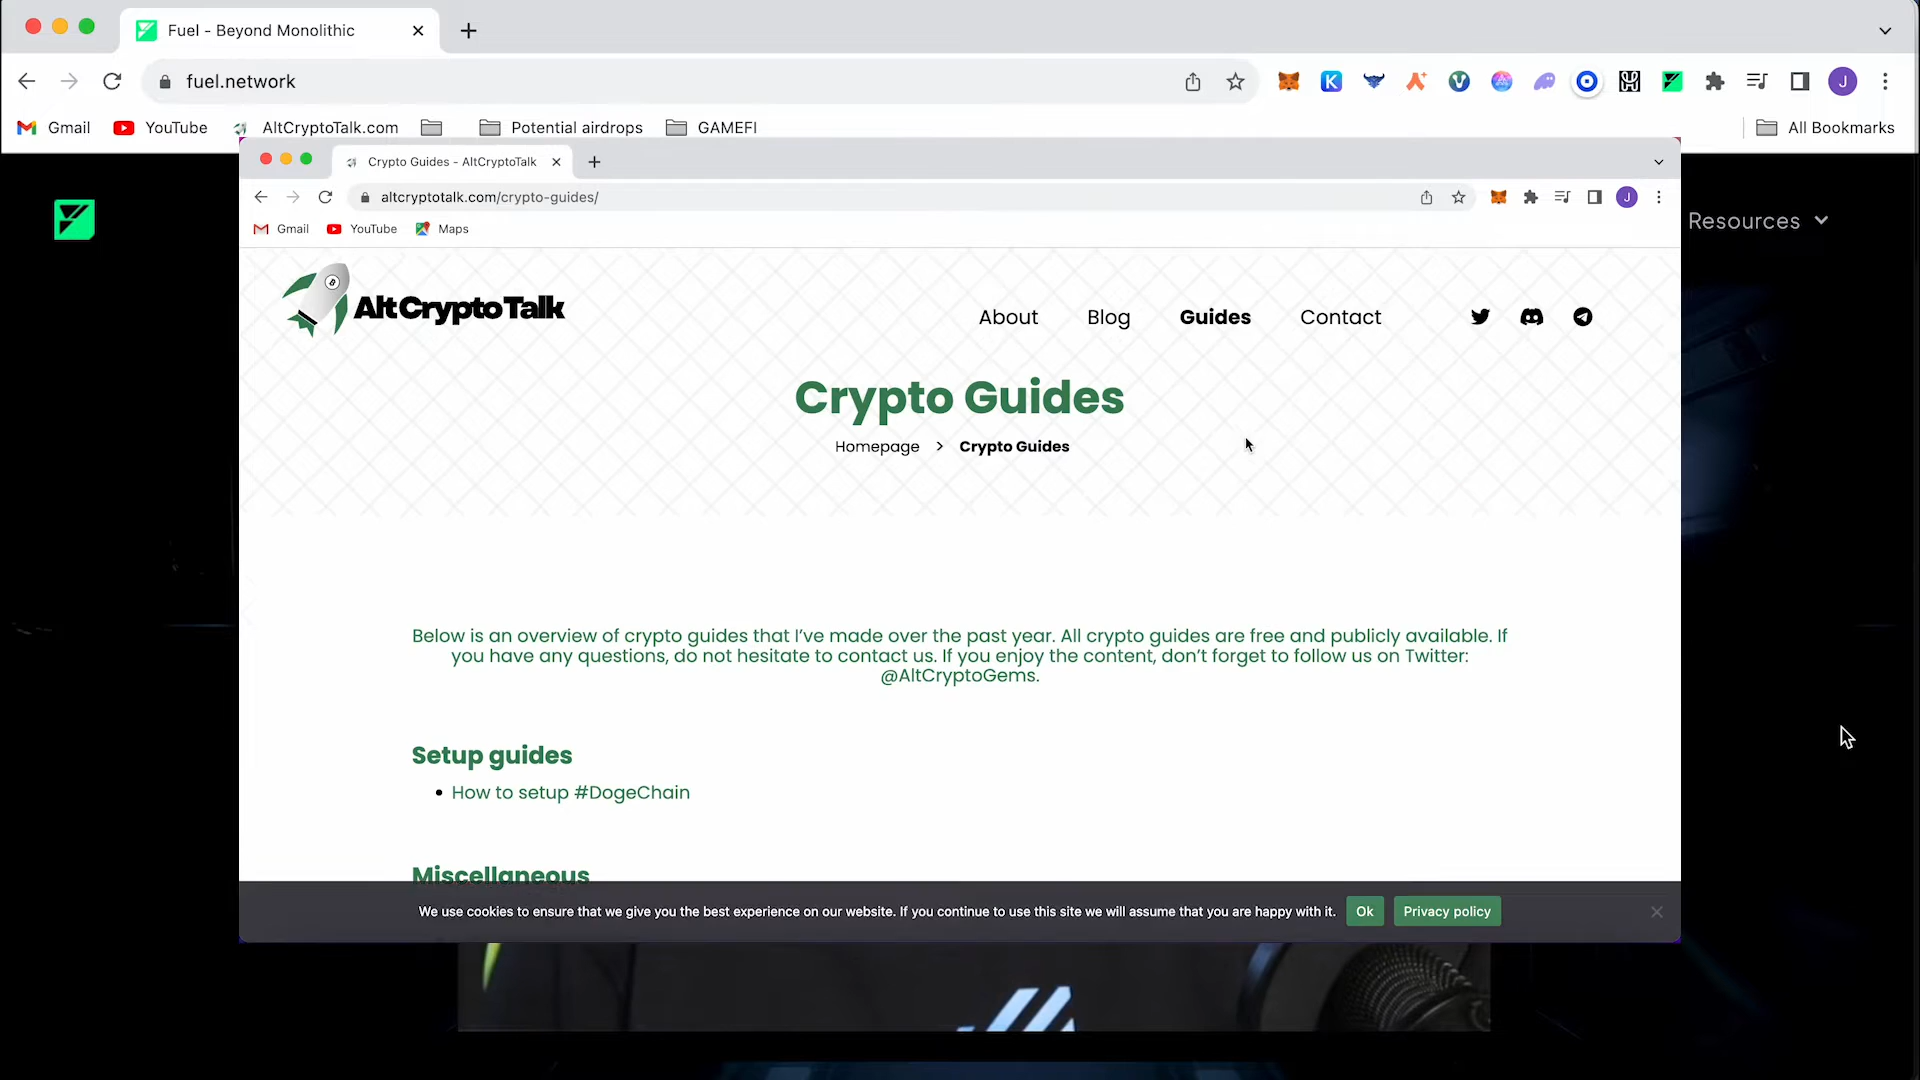 Fuel - Beyond Monolithic
fuel.network
J
Gmail
YouTube
AltCryptoTalk.com
Potential airdrops
GAMEFI
All Bookmarks
Resources
Crypto Guides - AltCryptoTalk
altcryptotalk.com/crypto-guides/
J
Gmail
YouTube
Maps
AltCryptoTalk
About
Blog
Guides
Contact
Crypto Guides
Homepage > Crypto Guides
Below is an overview of crypto guides that I’ve made over the past year. All crypto guides are free and publicly available. If
you have any questions, do not hesitate to contact us. If you enjoy the content, don’t forget to follow us on Twitter:
@AltCryptoGems.
Setup guides
• How to setup #DogeChain
Miscellaneous
We use cookies to ensure that we give you the best experience on our website. If you continue to use this site we will assume that you are happy with it.
Ok
Privacy policy